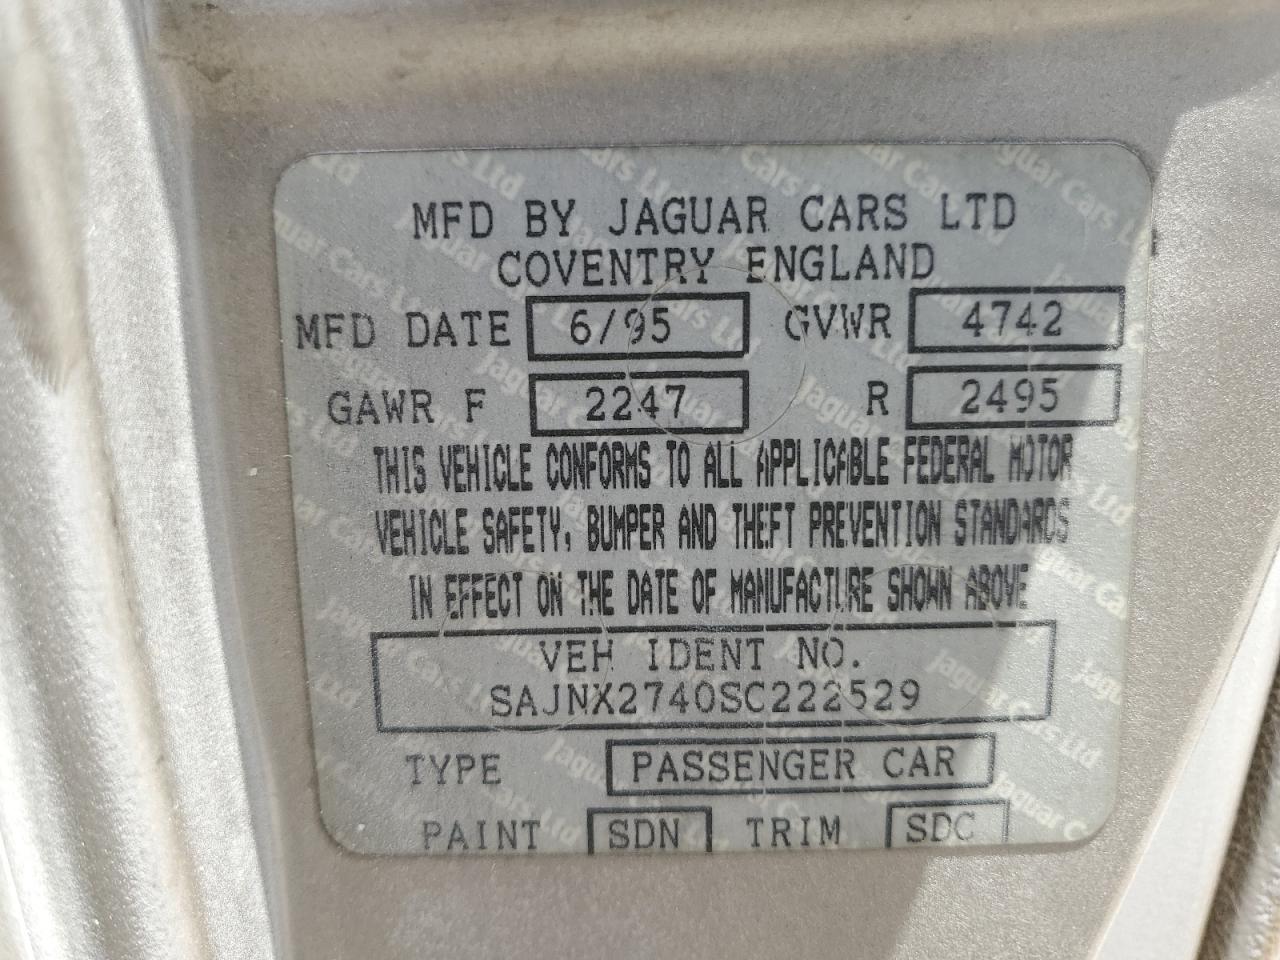 MFD BY JAGUAR CARS LTD
COVENTRY ENGLAND
MFD DATE 6/95 GVWR 4742
GAWR F 2247 R 2495
THIS VEHICLE CONFORMS TO ALL APPLICABLE FEDERAL MOTOR
VEHICLE SAFETY, BUMPER AND THEFT PREVENTION STANDARDS
IN EFFECT ON THE DATE OF MANUFACTURE SHOWN ABOVE
VEH IDENT NO.
SAJNX2740SC222529
TYPE PASSENGER CAR
PAINT SDN TRIM SDC